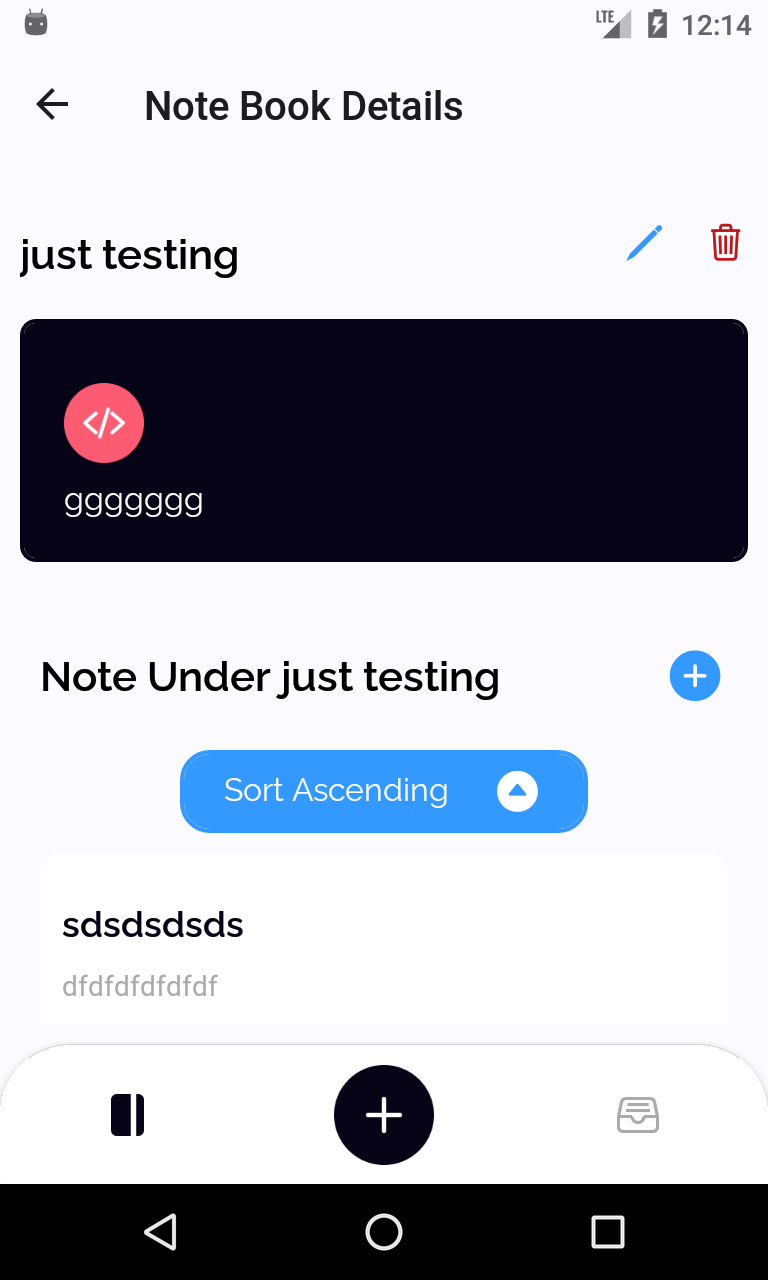 LTE 12:14
Note Book Details
just testing
ggggggg
Note Under just testing
Sort Ascending
sdsdsdsds
dfdfdfdfdfdf